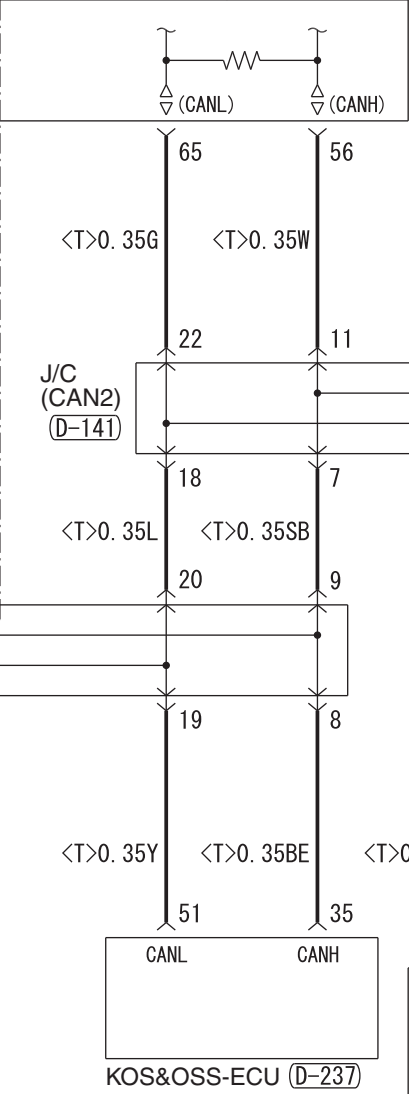 (CANL) (CANH)
65 56
<T>0.35G <T>0.35W
22 11
J/C
(CAN2)
D-141
18 7
<T>0.35L <T>0.35SB
20 9
19 8
<T>0.35Y <T>0.35BE <T>0
51 35
CANL CANH
KOS&OSS-ECU D-237